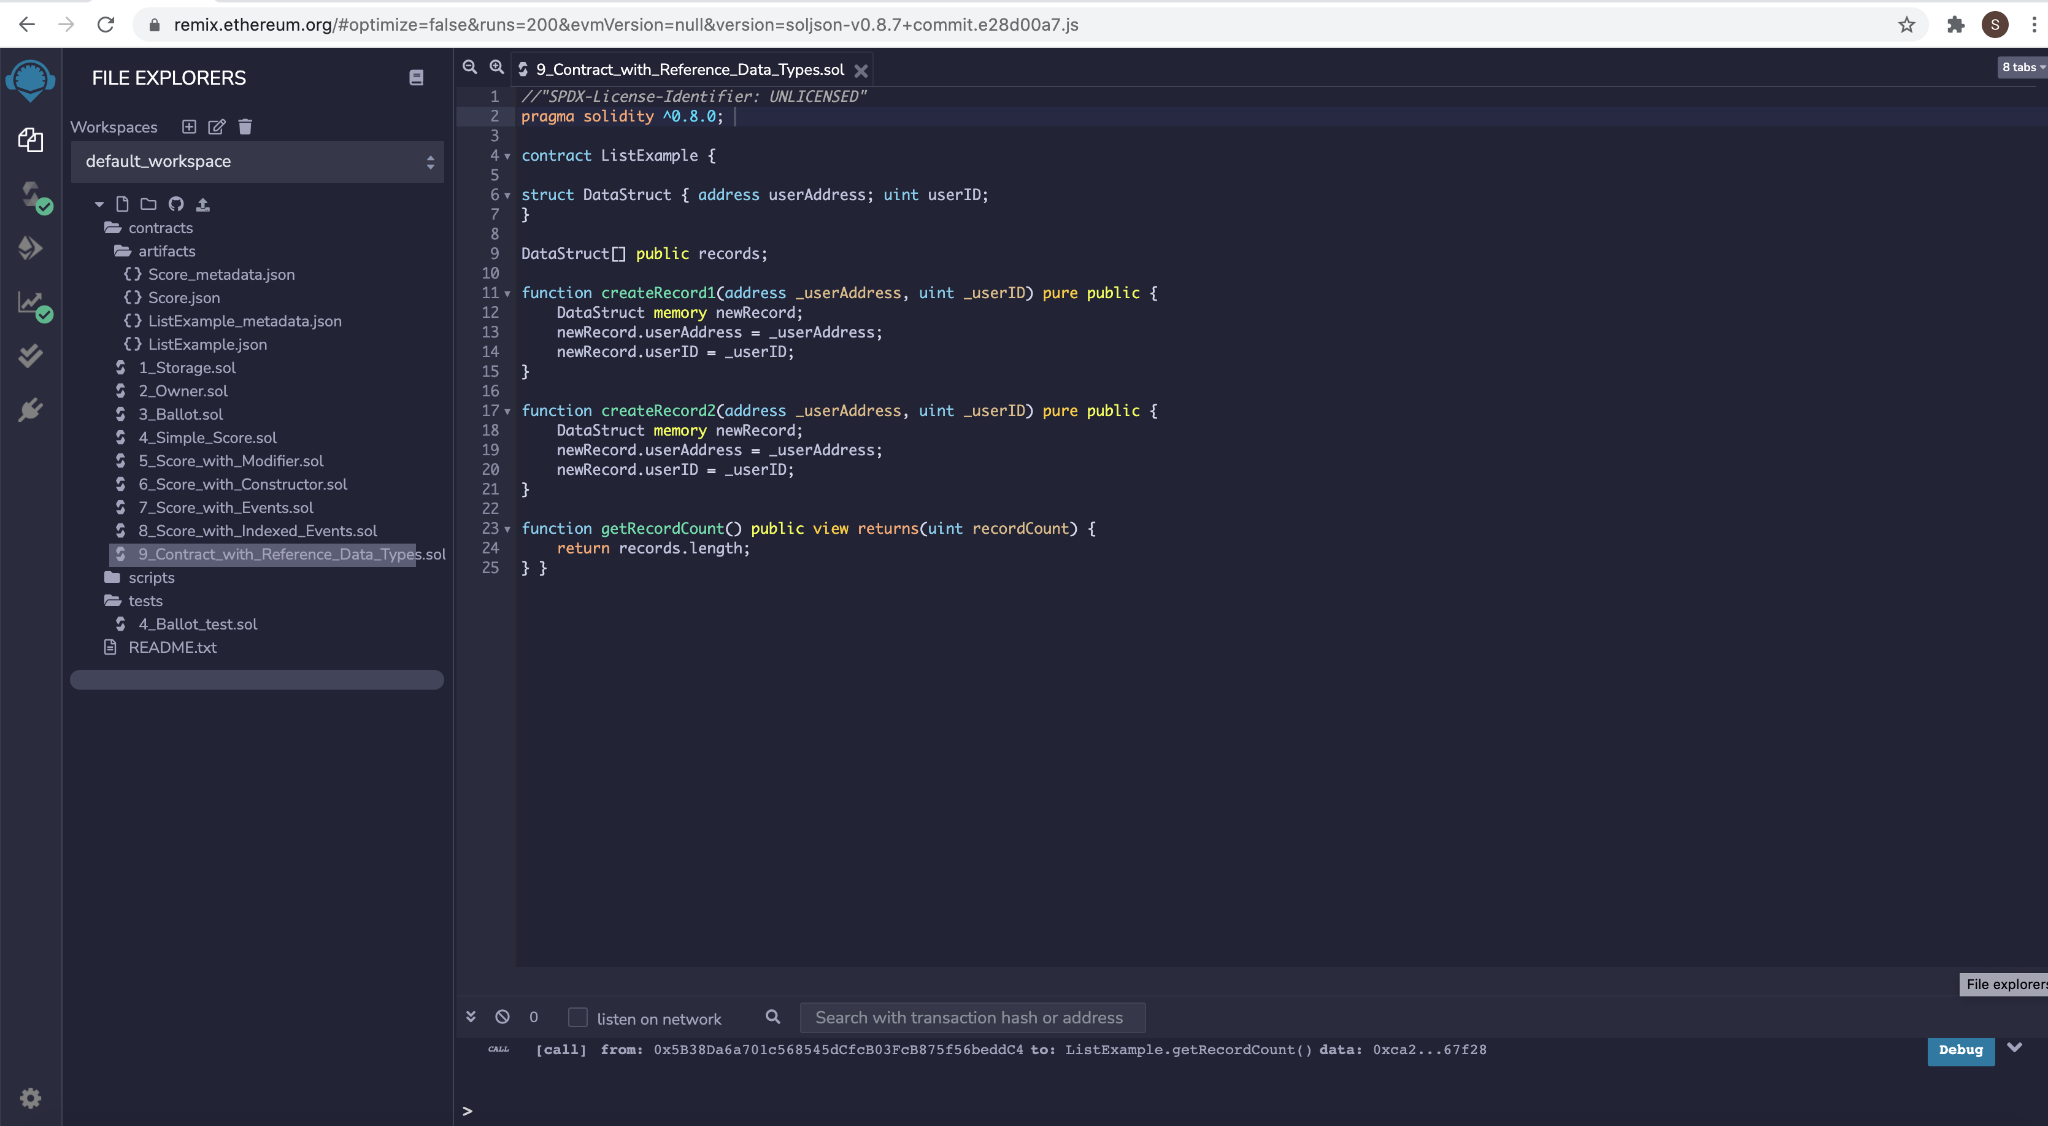 remix.ethereum.org/#optimize=false&runs=200&evmVersion=null&version=soljson-v0.8.7+commit.e28d00a7.js
S
FILE EXPLORERS
Workspaces
default_workspace
contracts
artifacts
{} Score_metadata.json
{} Score.json
{} ListExample_metadata.json
{} ListExample.json
1_Storage.sol
2_Owner.sol
3_Ballot.sol
4_Simple_Score.sol
5_Score_with_Modifier.sol
6_Score_with_Constructor.sol
7_Score_with_Events.sol
8_Score_with_Indexed_Events.sol
9_Contract_with_Reference_Data_Types.sol
scripts
tests
4_Ballot_test.sol
README.txt
9_Contract_with_Reference_Data_Types.sol
8 tabs
1 //"SPDX-License-Identifier: UNLICENSED"
2 pragma solidity ^0.8.0;
3
4 contract ListExample {
5
6 struct DataStruct { address userAddress; uint userID;
7 }
8
9 DataStruct[] public records;
10
11 function createRecord1(address _userAddress, uint _userID) pure public {
12 DataStruct memory newRecord;
13 newRecord.userAddress = _userAddress;
14 newRecord.userID = _userID;
15 }
16
17 function createRecord2(address _userAddress, uint _userID) pure public {
18 DataStruct memory newRecord;
19 newRecord.userAddress = _userAddress;
20 newRecord.userID = _userID;
21 }
22
23 function getRecordCount() public view returns(uint recordCount) {
24 return records.length;
25 } }
File explorers
0 listen on network Search with transaction hash or address
CALL [call] from: 0x5B38Da6a701c568545dCfcB03FcB875f56beddC4 to: ListExample.getRecordCount() data: 0xca2...67f28 Debug
>